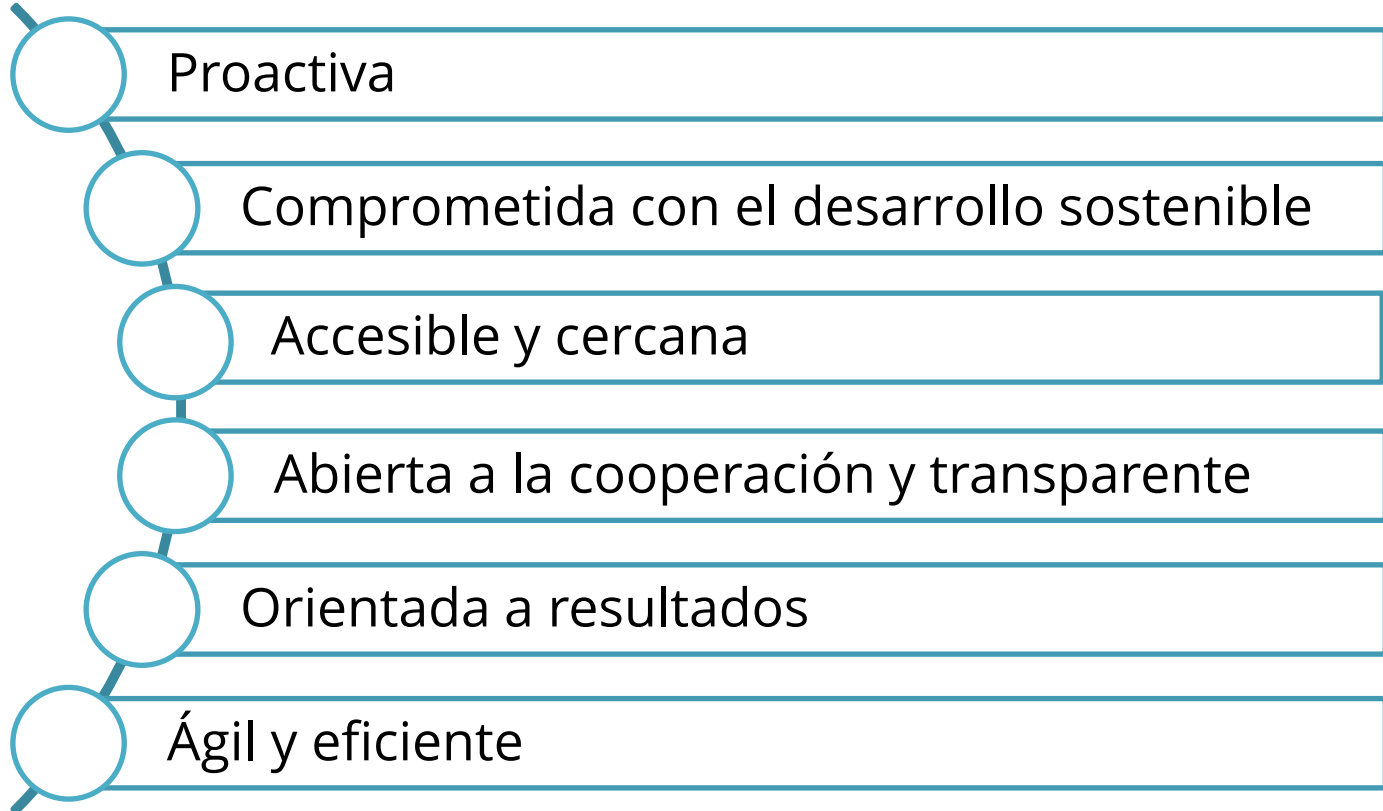 Proactiva
Comprometida con el desarrollo sostenible
Accesible y cercana
Abierta a la cooperación y transparente
Orientada a resultados
Ágil y eficiente